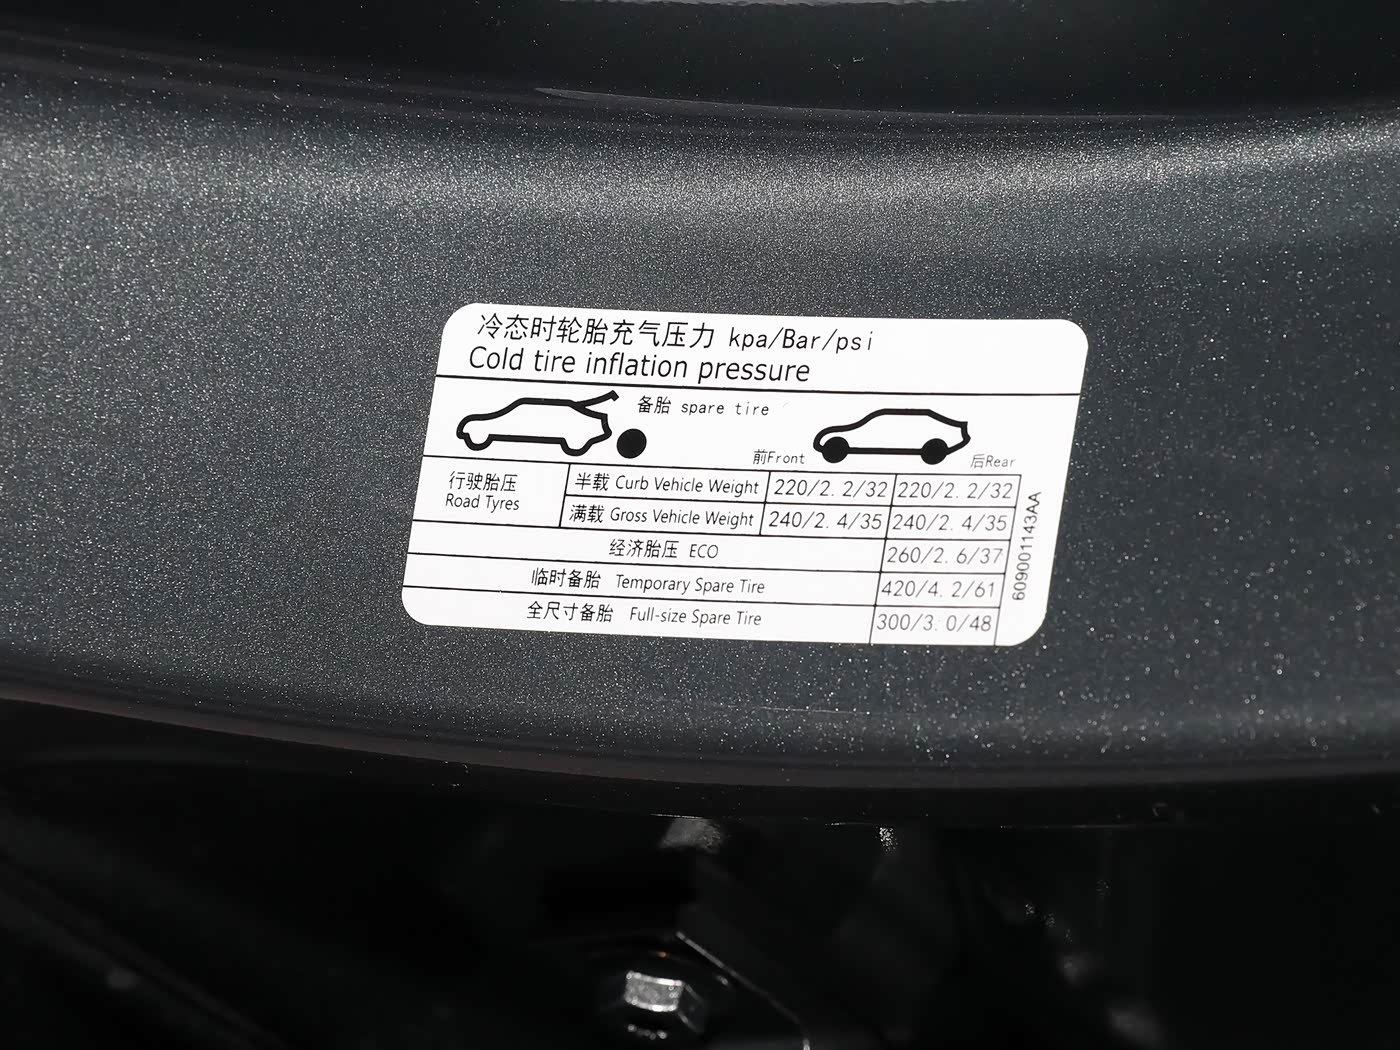 冷态时轮胎充气压力 kpa/Bar/psi
Cold tire inflation pressure
备胎 spare tire
前Front 后Rear
行驶胎压
Road Tyres
半载 Curb Vehicle Weight 220/2.2/32 220/2.2/32
满载 Gross Vehicle Weight 240/2.4/35 240/2.4/35
经济胎压 ECO 260/2.6/37
临时备胎 Temporary Spare Tire 420/4.2/61
全尺寸备胎 Full-size Spare Tire 300/3.0/48
609001143AA